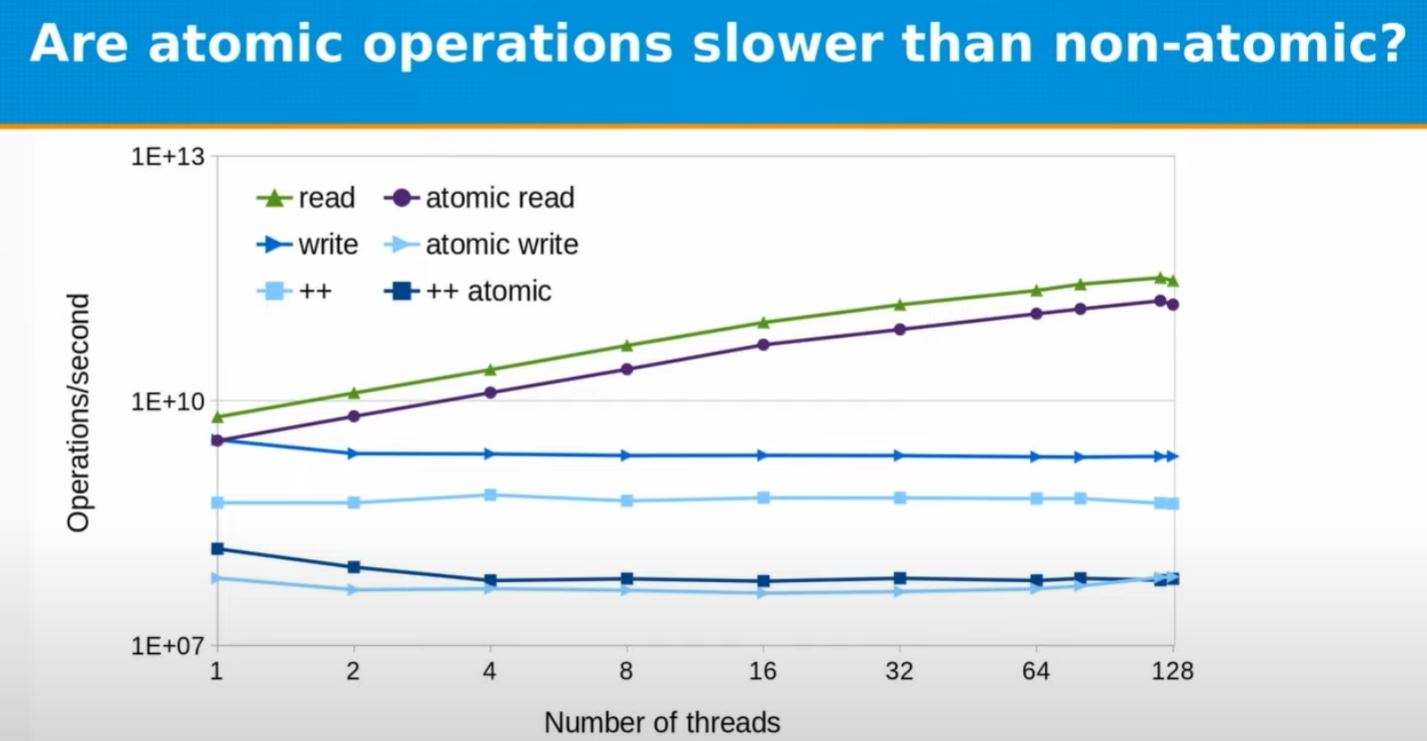 Are atomic operations slower than non-atomic?
1E+13
read atomic read
write atomic write
++ ++ atomic
Operations/second
1E+10
1E+07
1 2 4 8 16 32 64 128
Number of threads